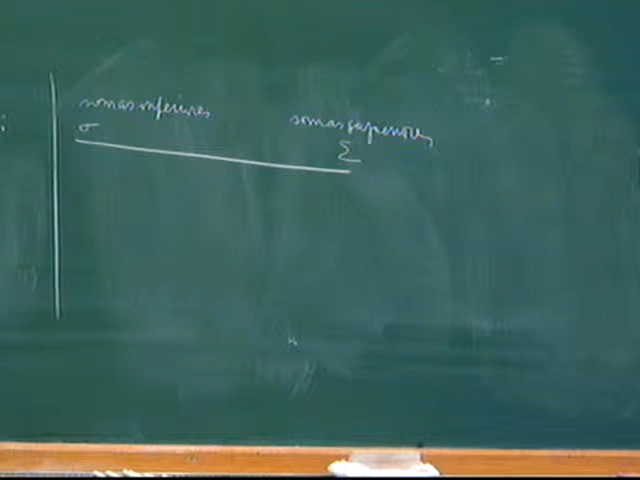 somas inferiores
somas superiores
σ
Σ